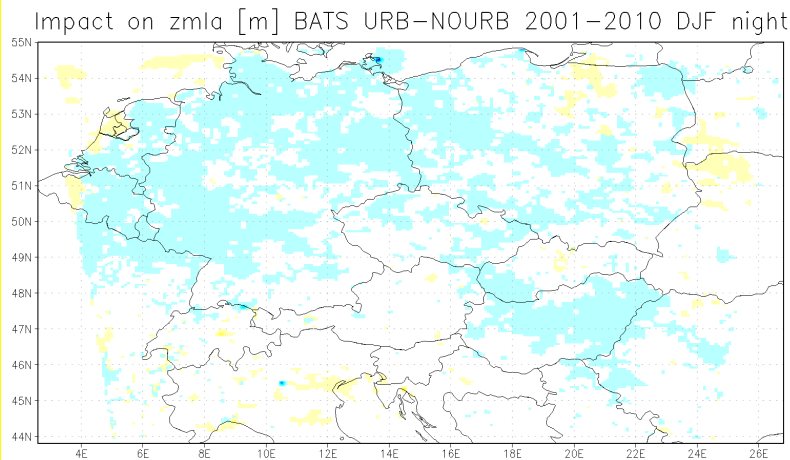 Impact on zmla [m] BATS URB−NOURB 2001−2010 DJF night
55N
54N
53N
52N
51N
50N
49N
48N
47N
46N
45N
44N
4E 6E 8E 10E 12E 14E 16E 18E 20E 22E 24E 26E